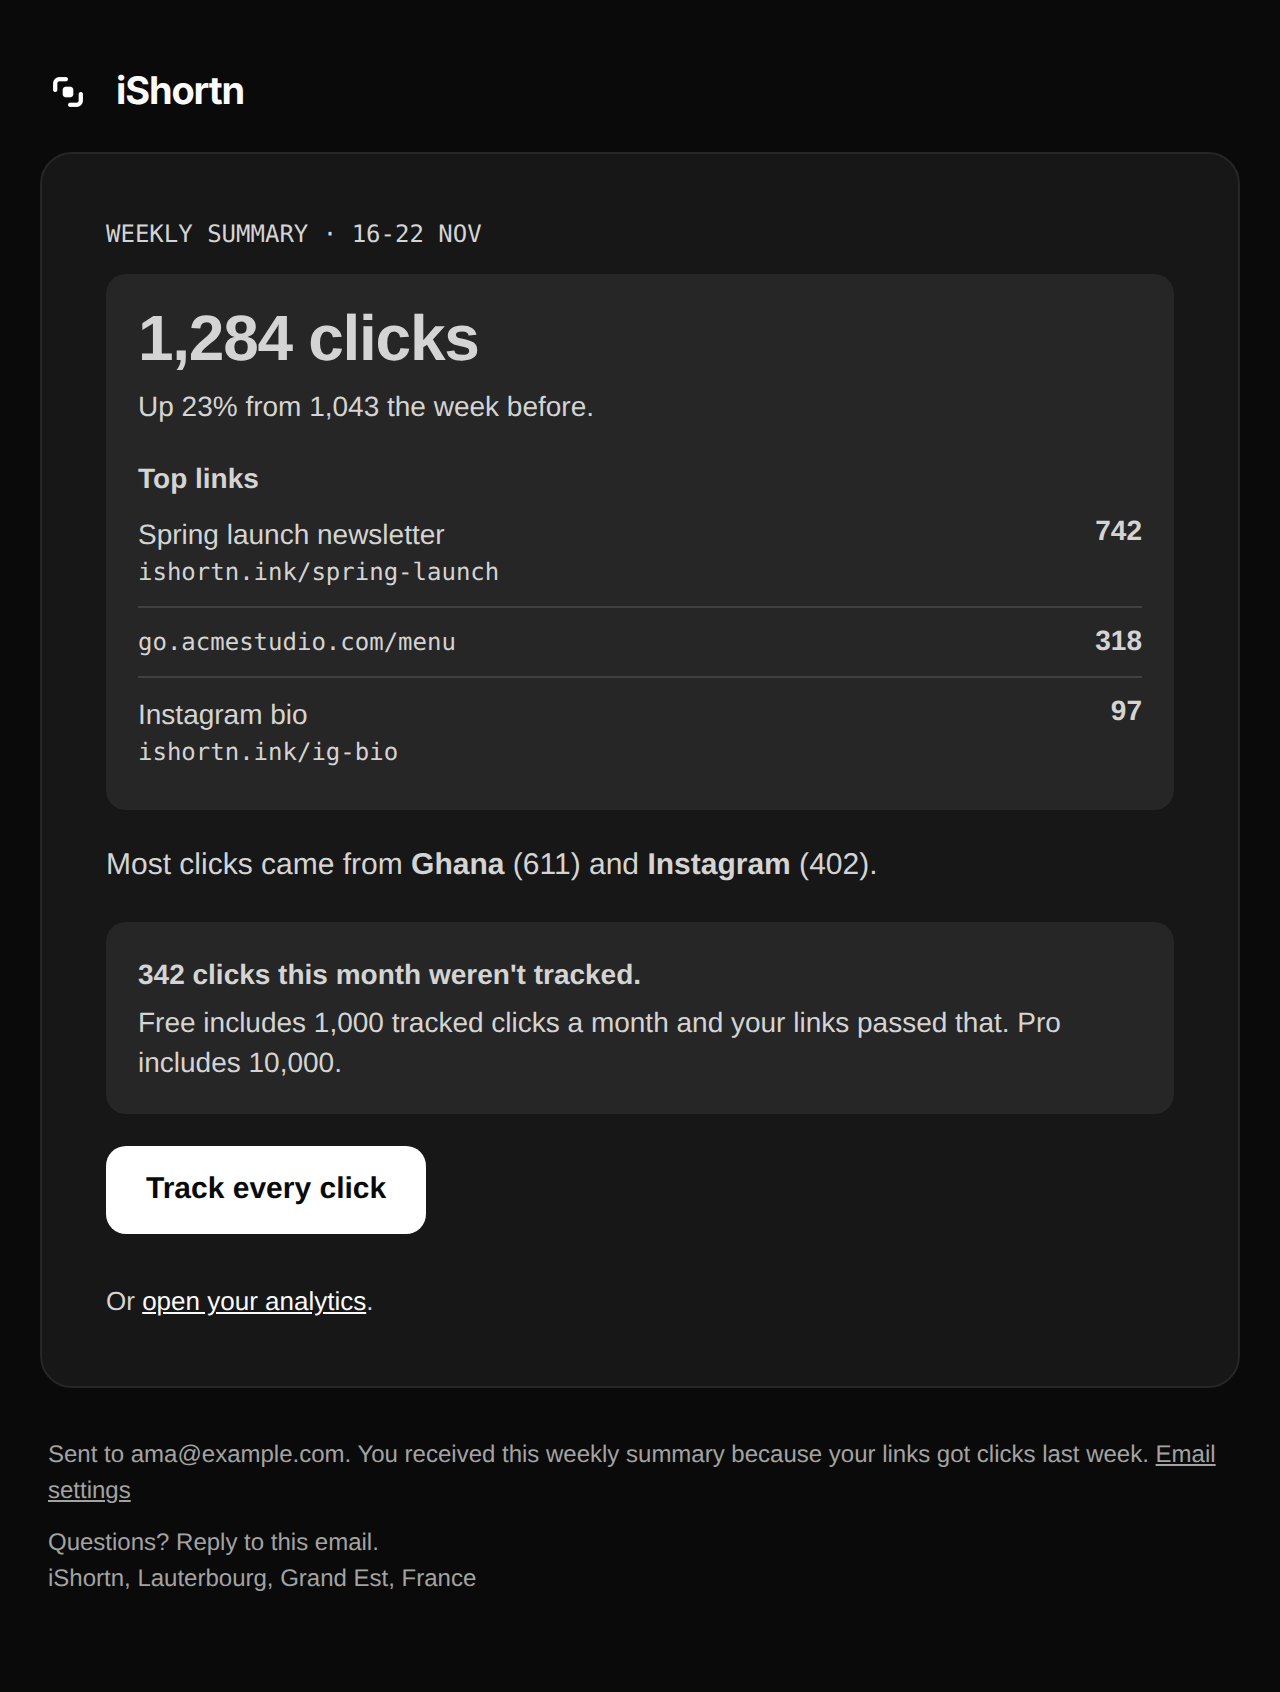 iShortn
WEEKLY SUMMARY · 16-22 NOV
1,284 clicks
Up 23% from 1,043 the week before.
Top links
Spring launch newsletter 742
ishortn.ink/spring-launch
go.acmestudio.com/menu 318
Instagram bio 97
ishortn.ink/ig-bio
Most clicks came from Ghana (611) and Instagram (402).
342 clicks this month weren't tracked.
Free includes 1,000 tracked clicks a month and your links passed that. Pro
includes 10,000.
Track every click
Or open your analytics.
Sent to ama@example.com. You received this weekly summary because your links got clicks last week. Email
settings
Questions? Reply to this email.
iShortn, Lauterbourg, Grand Est, France